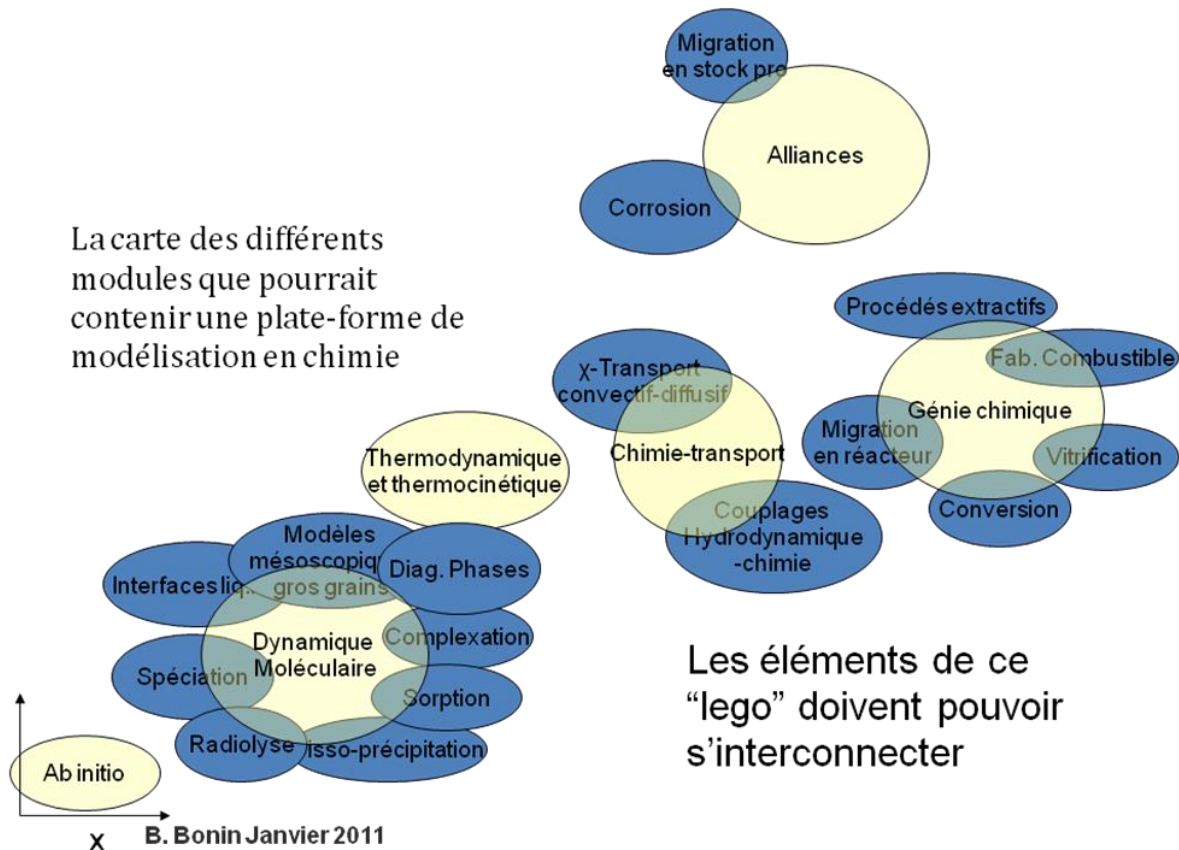 Migration
en stock pro
Alliances
Corrosion
La carte des différents
modules que pourrait
contenir une plate-forme de
modélisation en chimie
Procédés extractifs
Fab. Combustible
χ-Transport
convectif-diffusif
Génie chimique
Migration
en réacteur
Chimie-transport
Vitrification
Thermodynamique
et thermocinétique
Couplages
Hydrodynamique
-chimie
Conversion
Modèles
mésoscopiqu
gros grains
Diag. Phases
Interfaces liq..
Dynamique
Moléculaire
Complexation
Spéciation
Sorption
Les éléments de ce
“lego” doivent pouvoir
s’interconnecter
Radiolyse
isso-précipitation
Ab initio
X
B. Bonin Janvier 2011